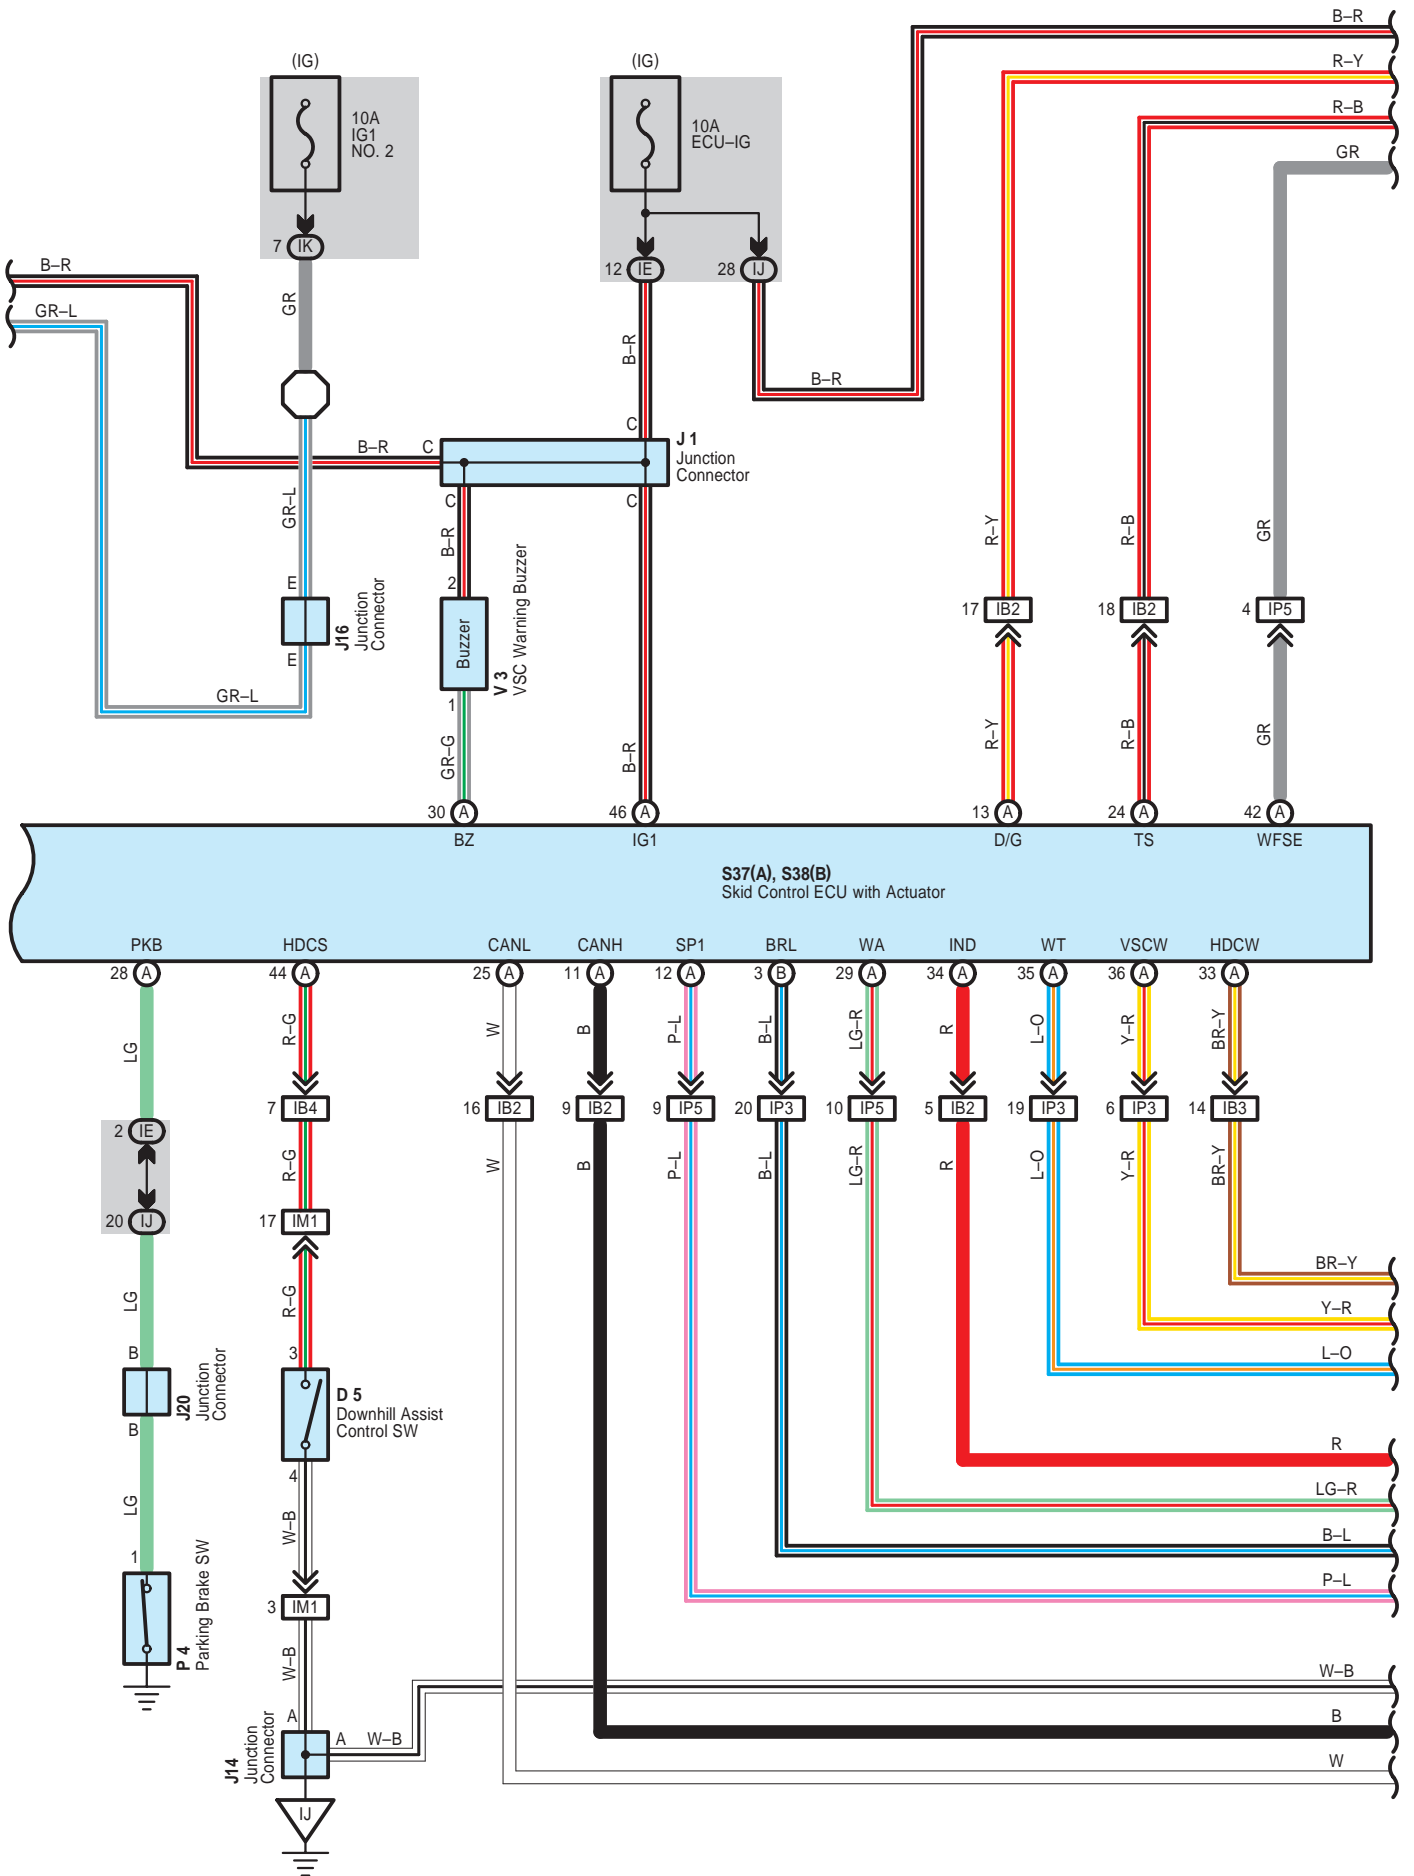 B–R
R–Y
R–B
GR
(IG)
10A
IG1
NO. 2
7 IK
(IG)
10A
ECU–IG
12 IE
28 IJ
B–R
GR–L
GR
B–R
B–R
C
J 1
Junction
Connector
B–R C
C
C
GR–L
B–R
E
J16
Junction
Connector
E
GR–L
2
Buzzer
V 3
VSC Warning Buzzer
1
GR–G
B–R
R–Y
R–B
GR
17 IB2
18 IB2
4 IP5
R–Y
R–B
GR
30 A
46 A
13 A
24 A
42 A
BZ
IG1
D/G
TS
WFSE
S37(A), S38(B)
Skid Control ECU with Actuator
PKB
HDCS
CANL
CANH
SP1
BRL
WA
IND
WT
VSCW
HDCW
28 A
44 A
25 A
11 A
12 A
3 B
29 A
34 A
35 A
36 A
33 A
LG
R–G
W
B
P–L
B–L
LG–R
R
L–O
Y–R
BR–Y
2 IE
7 IB4
16 IB2
9 IB2
9 IP5
20 IP3
10 IP5
5 IB2
19 IP3
6 IP3
14 IB3
R–G
W
B
P–L
B–L
LG–R
R
L–O
Y–R
BR–Y
20 IJ
17 IM1
LG
R–G
BR–Y
Y–R
L–O
B
J20
Junction
Connector
B
3
D 5
Downhill Assist
Control SW
4
R
LG–R
B–L
P–L
LG
W–B
1
P 4
Parking Brake SW
3 IM1
W–B
W–B
B
W
A
J14
Junction
Connector
A W–B
IJ